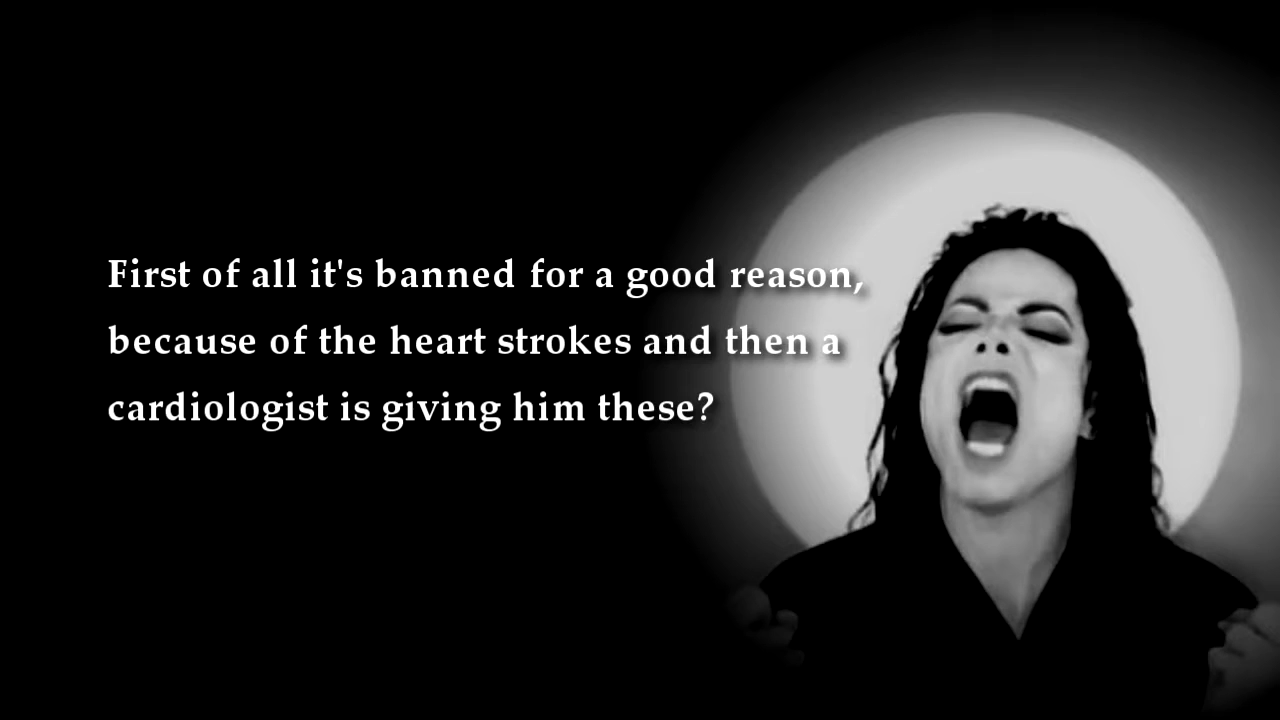 First of all it's banned for a good reason,
because of the heart strokes and then a
cardiologist is giving him these?